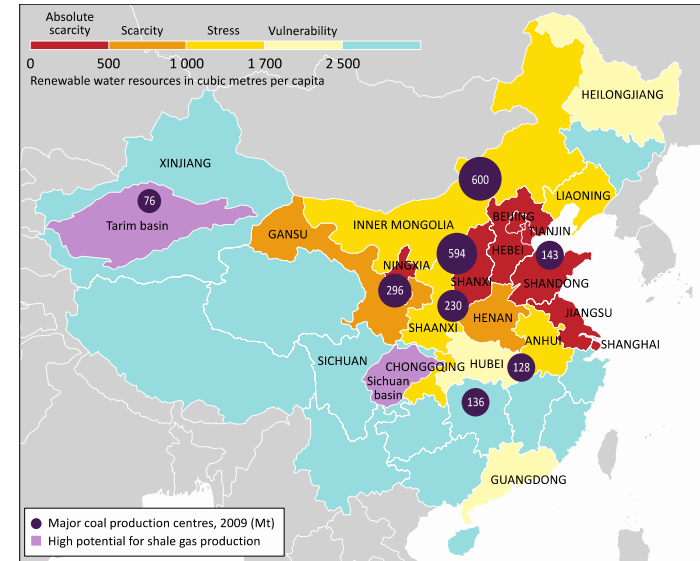 Absolute
scarcity
Scarcity
Stress
Vulnerability
0
500
1 000
1 700
2 500
Renewable water resources in cubic metres per capita
HEILONGJIANG
XINJIANG
600
76
LIAONING
Tarim basin
BEIJING
INNER MONGOLIA
TIANJIN
GANSU
HEBEI
594
143
NINGXIA
SHANXI
SHANDONG
296
230
JIANGSU
HENAN
SHAANXI
ANHUI
SHANGHAI
SICHUAN
CHONGGQING
HUBEI
128
Sichuan
basin
136
GUANGDONG
Major coal production centres, 2009 (Mt)
High potential for shale gas production